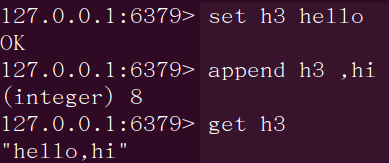 127.0.0.1:6379> set h3 hello
OK
127.0.0.1:6379> append h3 ,hi
(integer) 8
127.0.0.1:6379> get h3
"hello,hi"